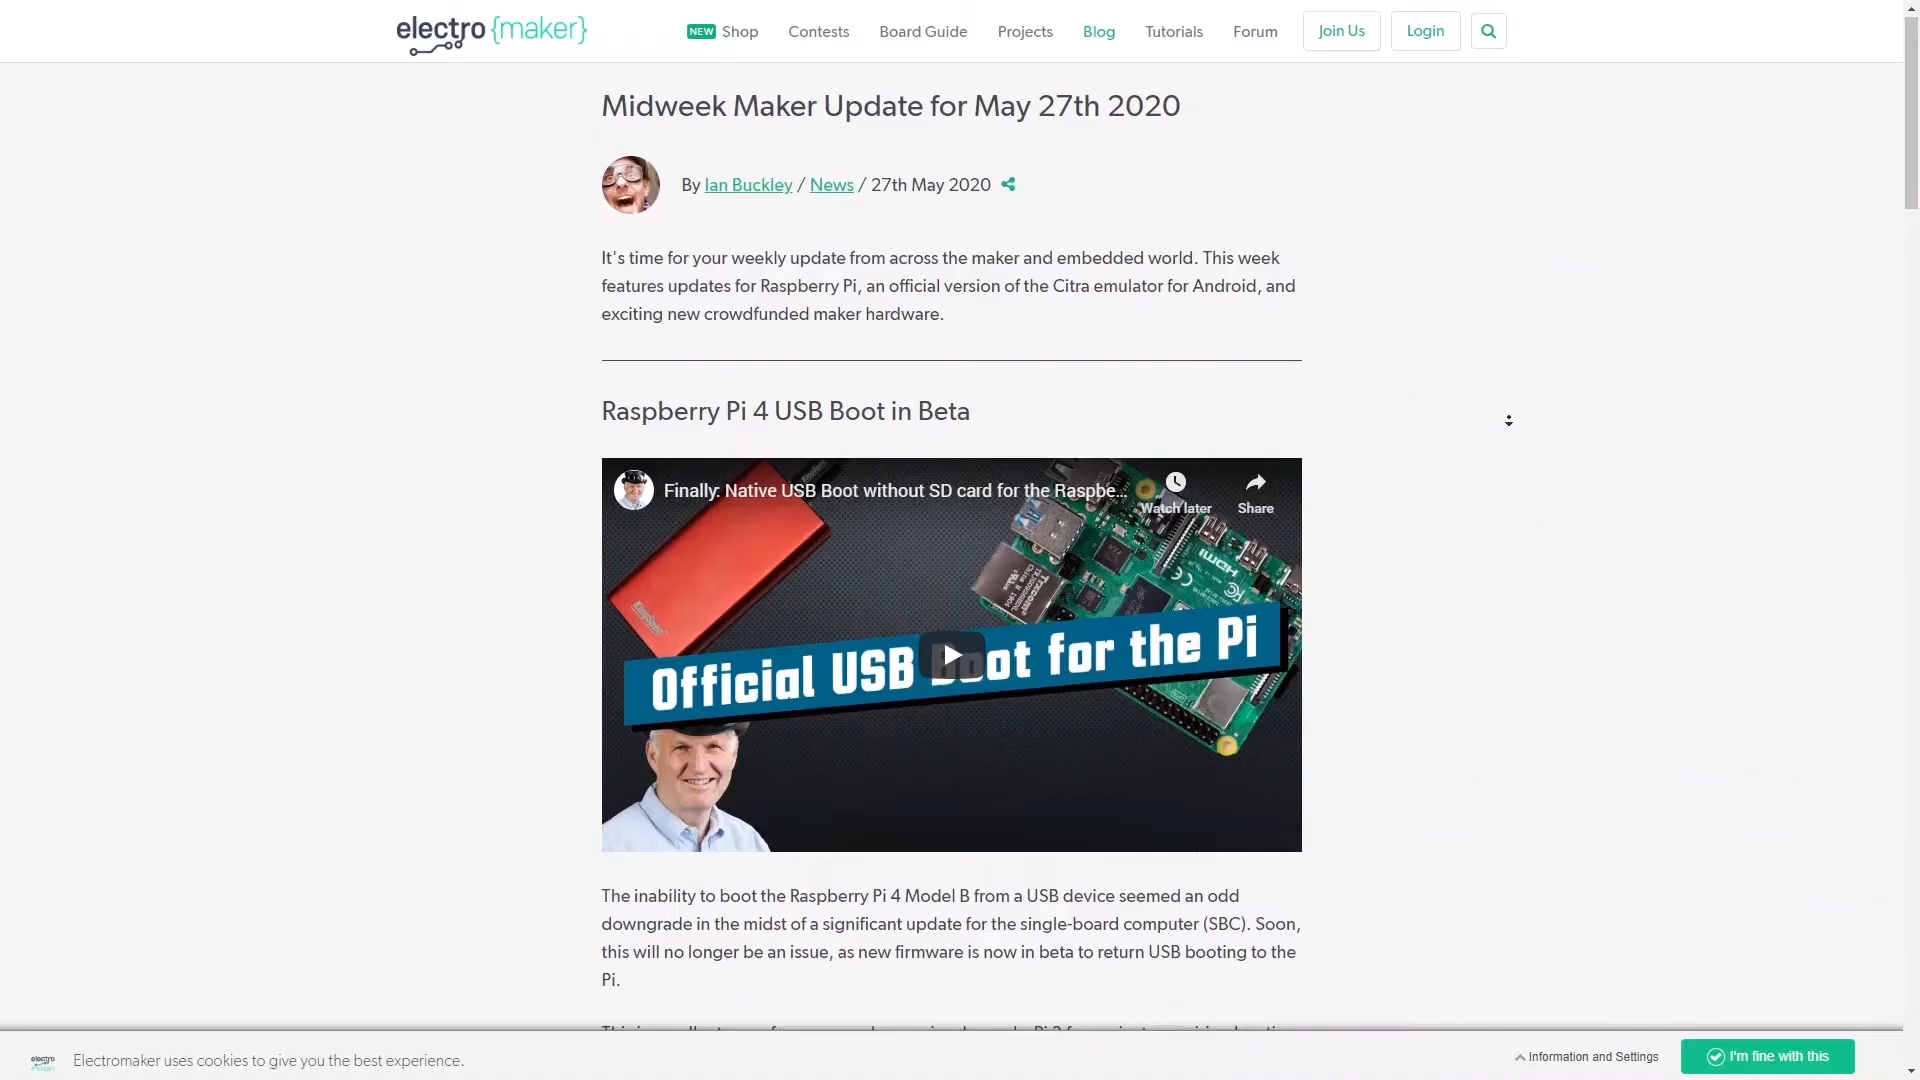 electro {maker}
NEW Shop Contests Board Guide Projects Blog Tutorials Forum Join Us Login
Midweek Maker Update for May 27th 2020
By Ian Buckley / News / 27th May 2020
It's time for your weekly update from across the maker and embedded world. This week
features updates for Raspberry Pi, an official version of the Citra emulator for Android, and
exciting new crowdfunded maker hardware.
Raspberry Pi 4 USB Boot in Beta
Finally: Native USB Boot without SD card for the Raspbe...
Watch later
Share
HDMI
Official USB Boot for the Pi
The inability to boot the Raspberry Pi 4 Model B from a USB device seemed an odd
downgrade in the midst of a significant update for the single-board computer (SBC). Soon,
this will no longer be an issue, as new firmware is now in beta to return USB booting to the
Pi.
Electromaker uses cookies to give you the best experience.
Information and Settings
I'm fine with this